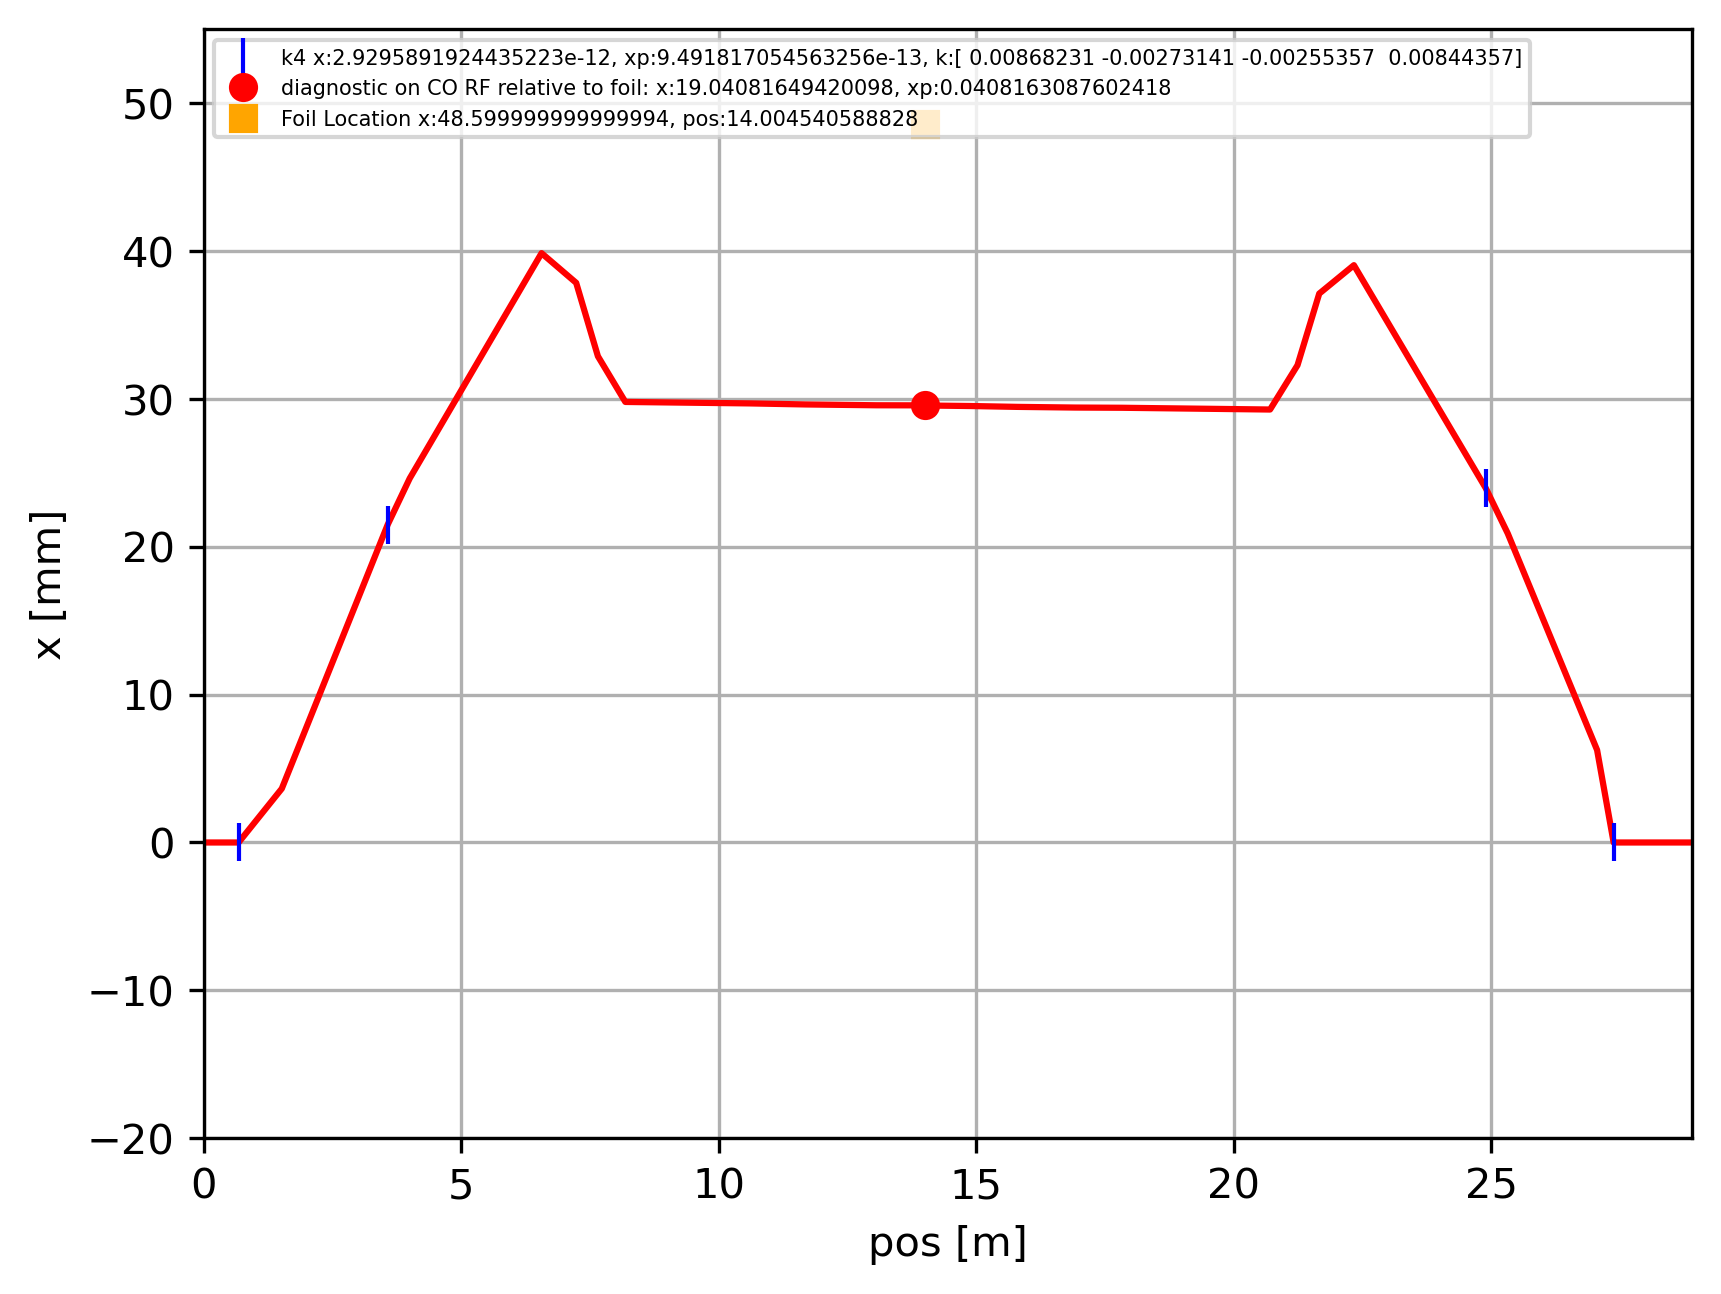 k4 x:2.9295891924435223e-12, xp:9.491817054563256e-13, k:[ 0.00868231 -0.00273141 -0.00255357  0.00844357]
diagnostic on CO RF relative to foil: x:19.04081649420098, xp:0.0408163087602418
Foil Location x:48.599999999999994, pos:14.004540588828
50
40
30
20
10
0
−10
−20
x [mm]
0 5 10 15 20 25
pos [m]